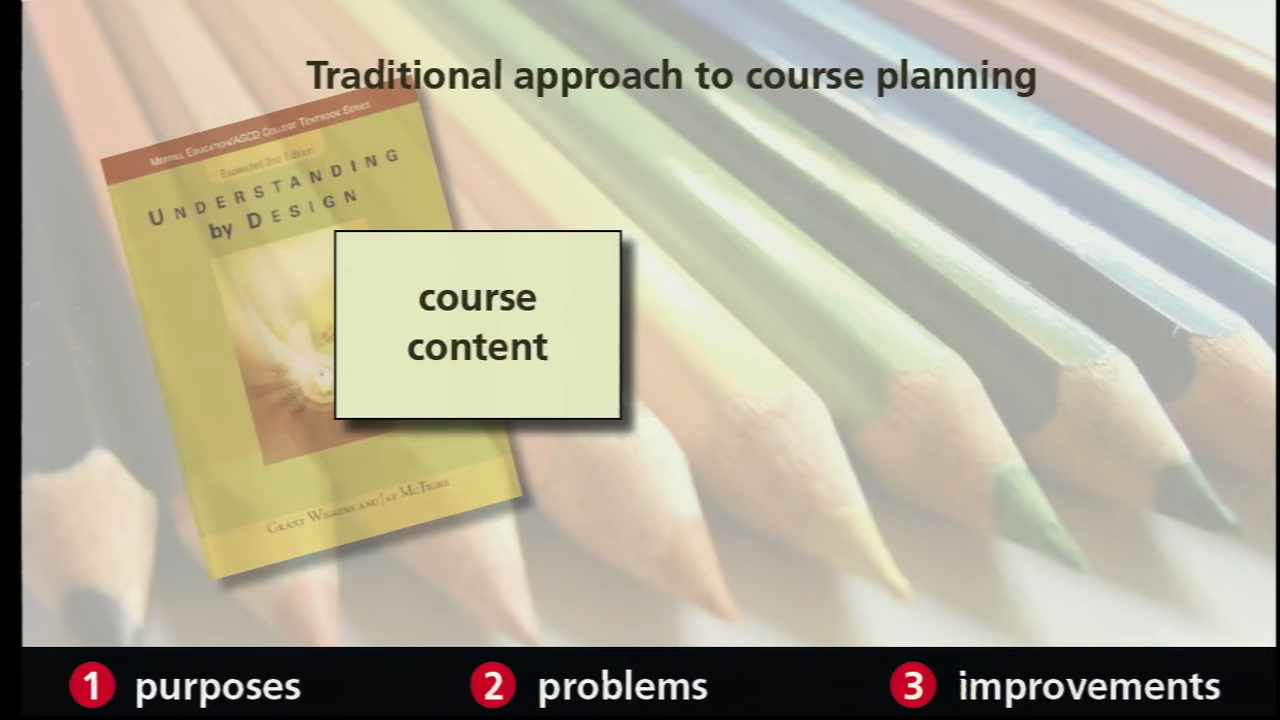 Traditional approach to course planning
MERRILL EDUCATION/ASCD COLLEGE TEXTBOOK SERIES
Expanded 2nd Edition
UNDERSTANDING
by DESIGN
course
content
GRANT WIGGINS AND JAY MCTIGHE
1 purposes
2 problems
3 improvements